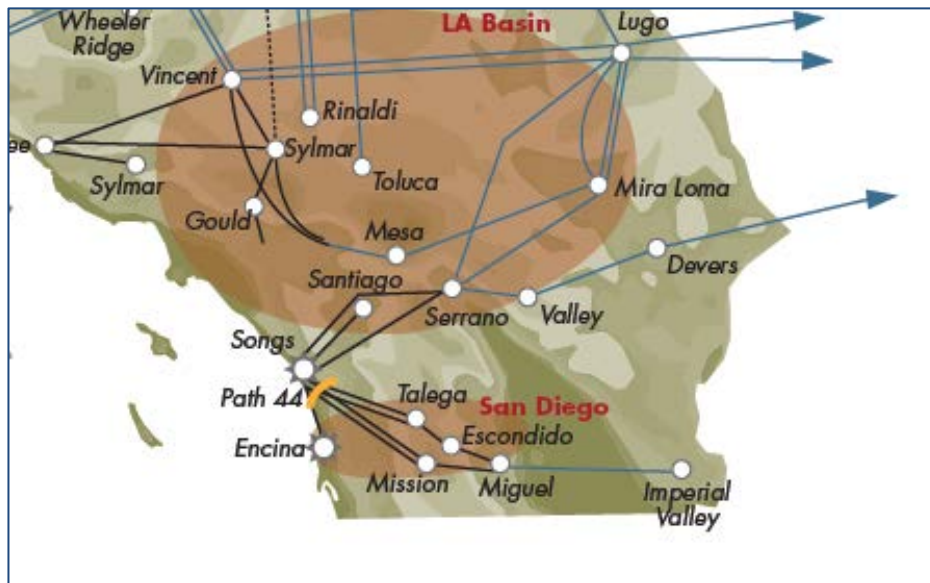 Wheeler
Ridge
LA Basin
Lugo
Vincent
Rinaldi
ee
Sylmar
Sylmar
Toluca
Mira Loma
Gould
Mesa
Devers
Santiago
Serrano
Valley
Songs
Path 44
Talega
San Diego
Escondido
Encina
Mission
Miguel
Imperial
Valley